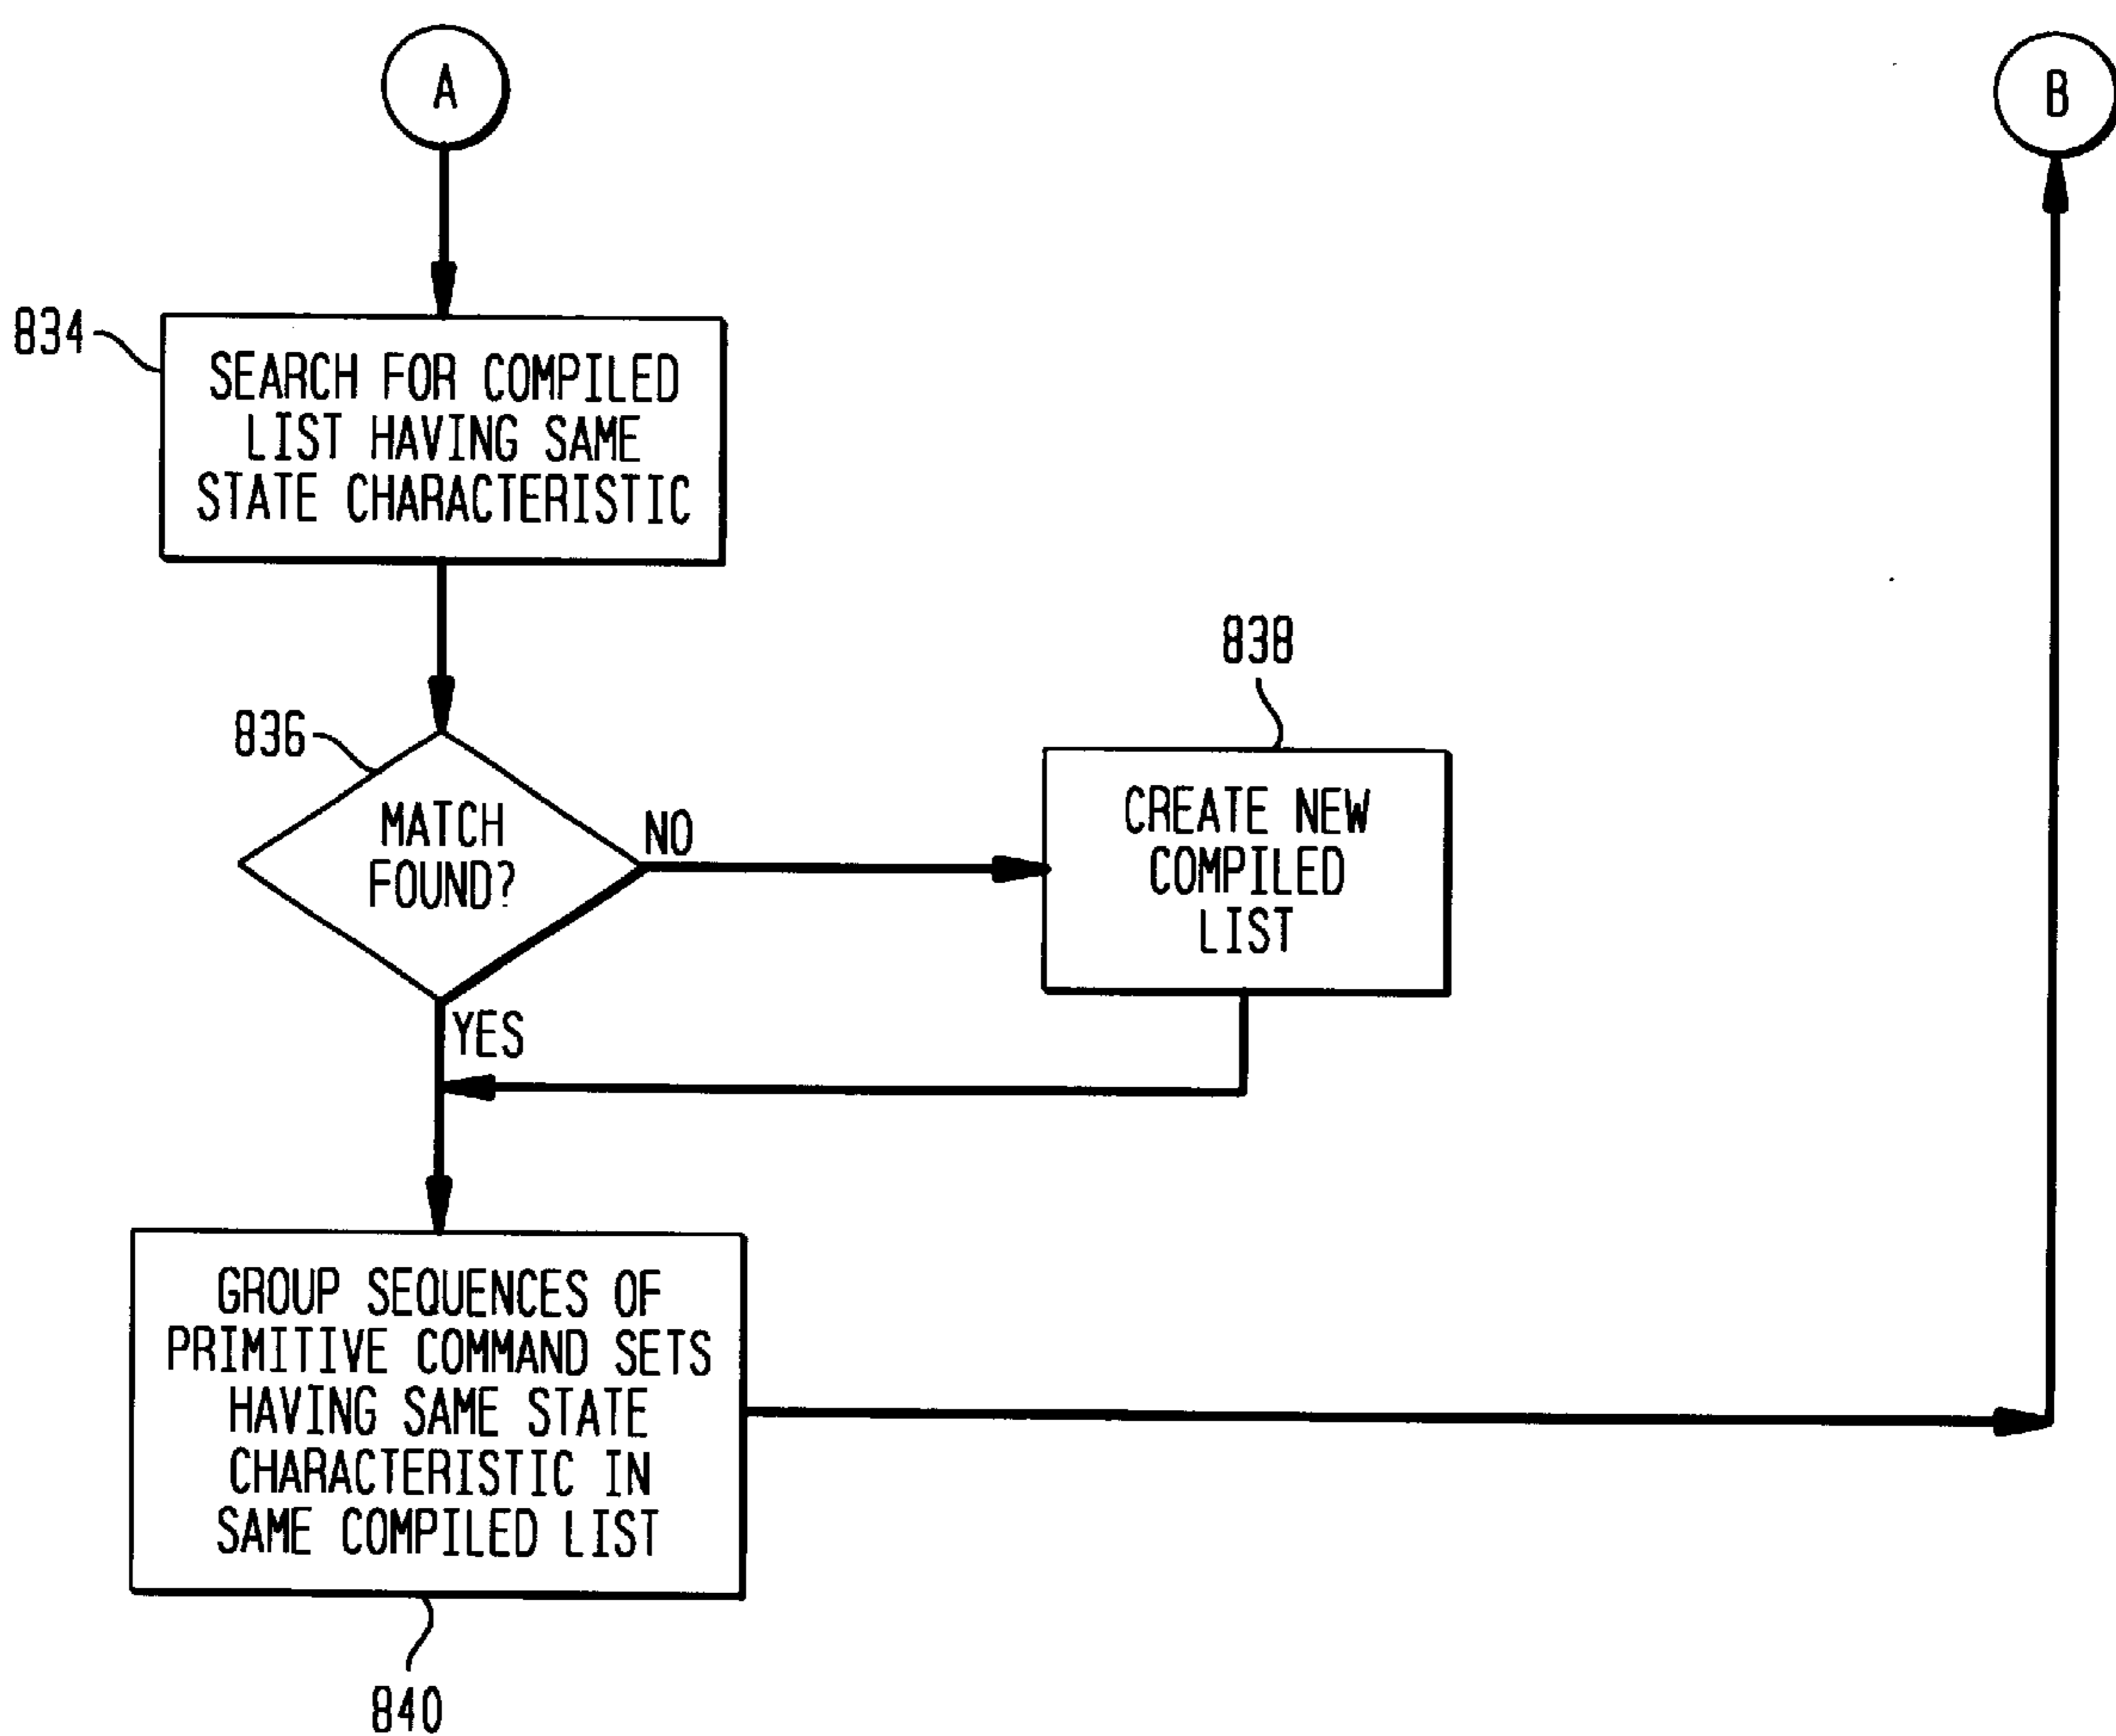 A
B
834
SEARCH FOR COMPILED
LIST HAVING SAME
STATE CHARACTERISTIC
838
836
MATCH
FOUND?
NO
CREATE NEW
COMPILED
LIST
YES
GROUP SEQUENCES OF
PRIMITIVE COMMAND SETS
HAVING SAME STATE
CHARACTERISTIC IN
SAME COMPILED LIST
840